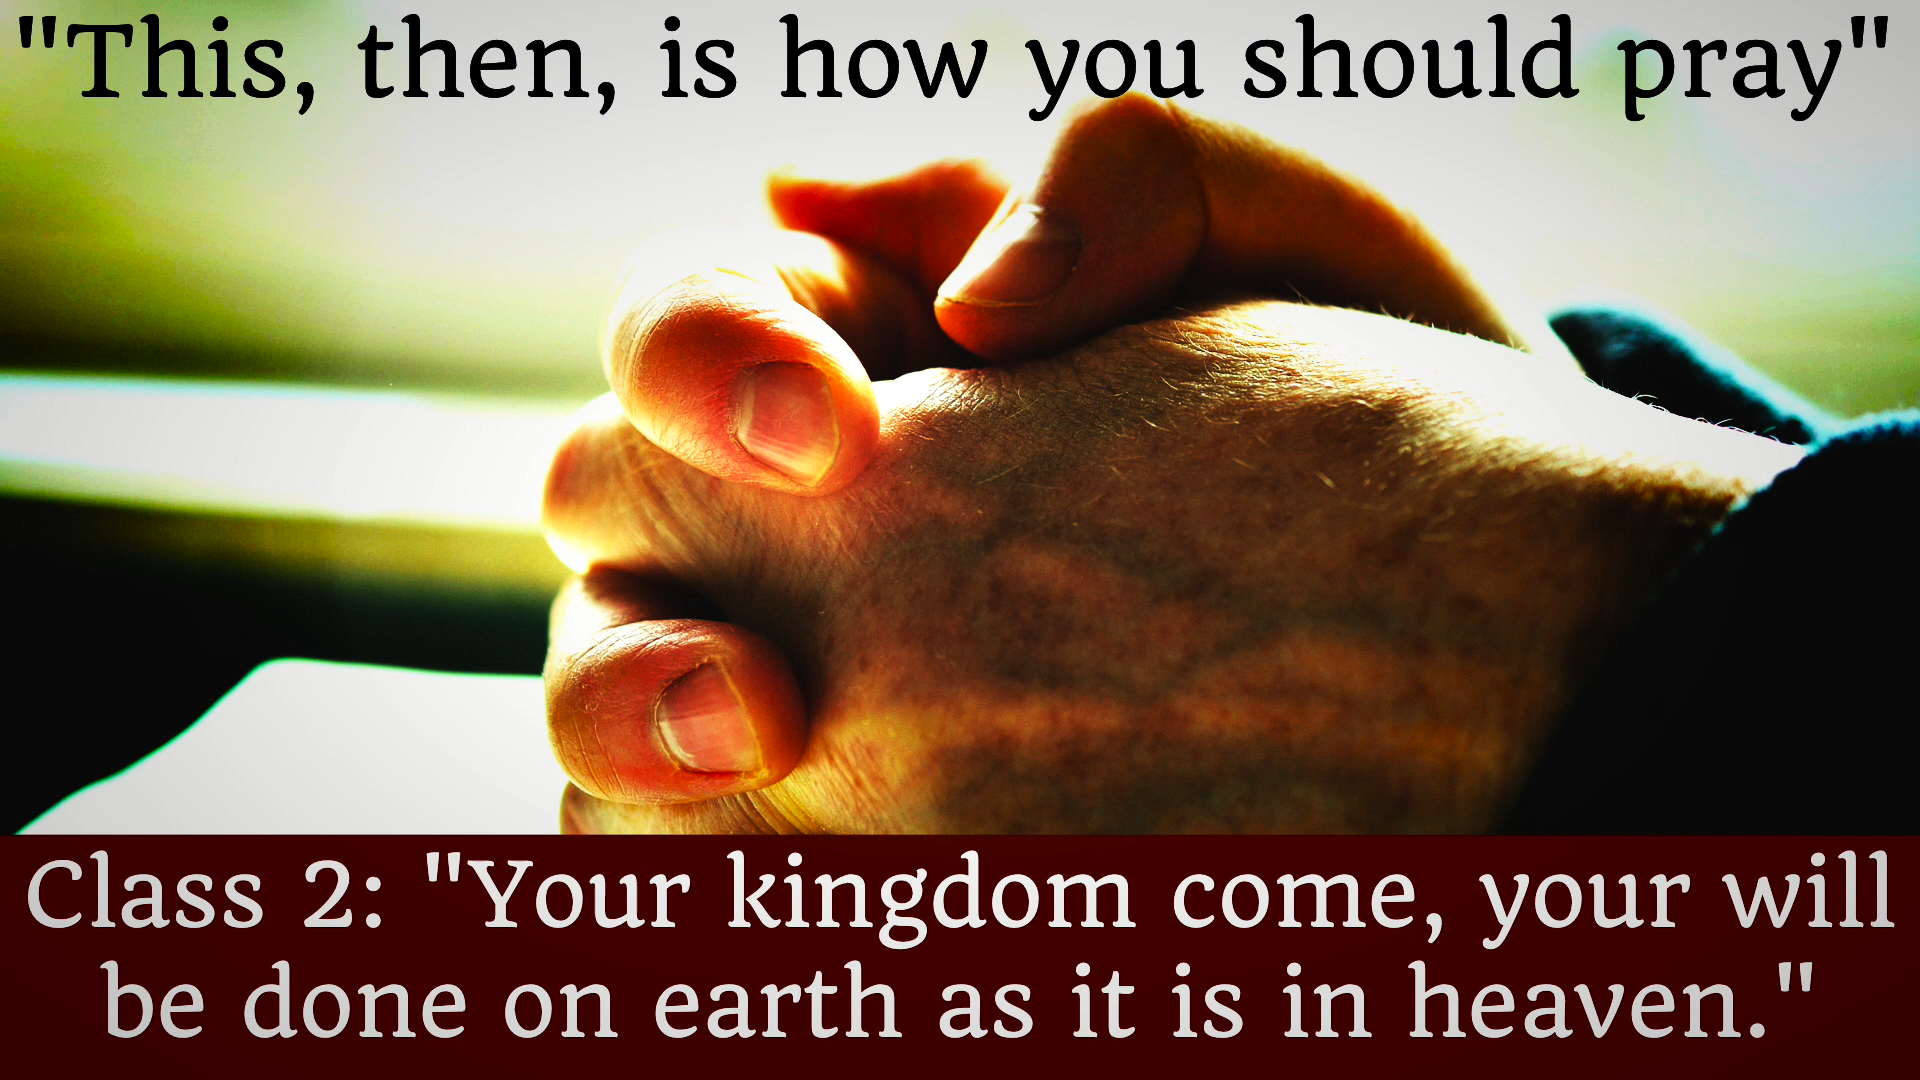 "This, then, is how you should pray"
Class 2: "Your kingdom come, your will
be done on earth as it is in heaven."